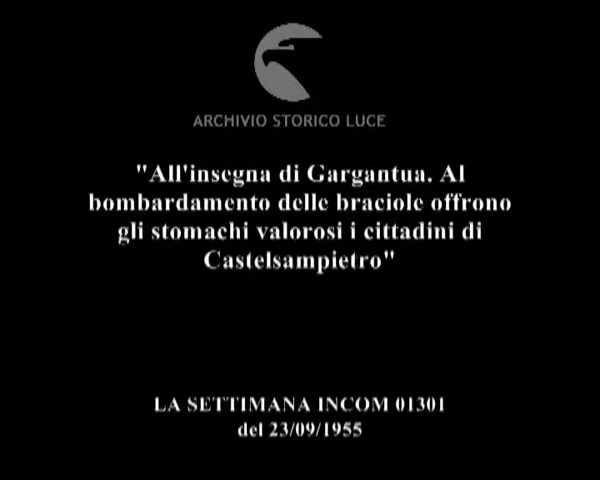 ARCHIVIO STORICO LUCE
"All'insegna di Gargantua. Al
bombardamento delle braciole offrono
gli stomachi valorosi i cittadini di
Castelsampietro"
LA SETTIMANA INCOM 01301
del 23/09/1955